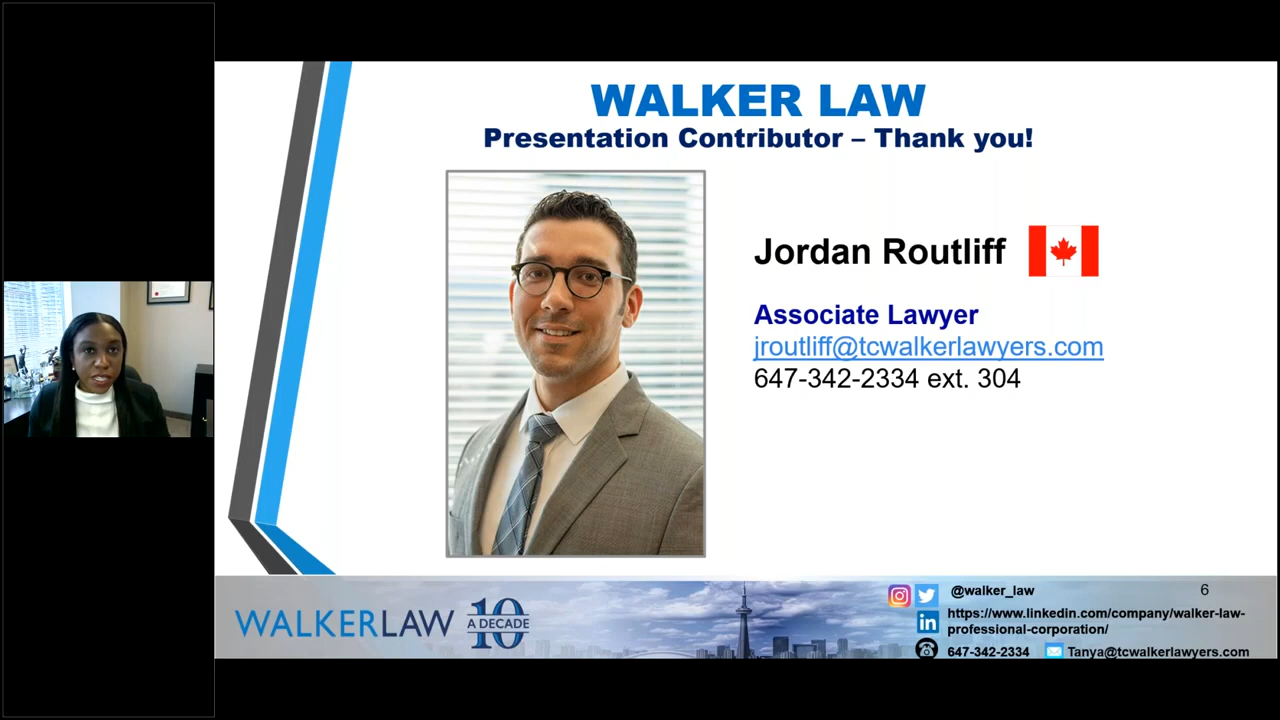 WALKER LAW
Presentation Contributor – Thank you!
Jordan Routliff
Associate Lawyer
jroutliff@tcwalkerlawyers.com
647-342-2334 ext. 304
WALKERLAW 10 A DECADE
@walker_law
6
https://www.linkedin.com/company/walker-law-
professional-corporation/
647-342-2334 Tanya@tcwalkerlawyers.com